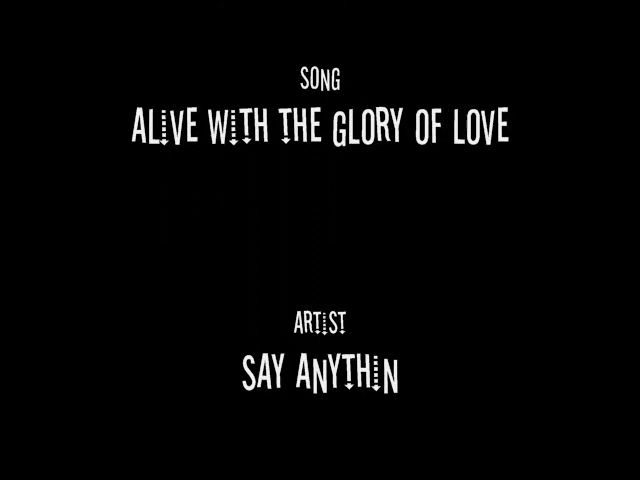 SONG
ALIVE WITH THE GLORY OF LOVE
ARTIST
SAY ANYTHIN